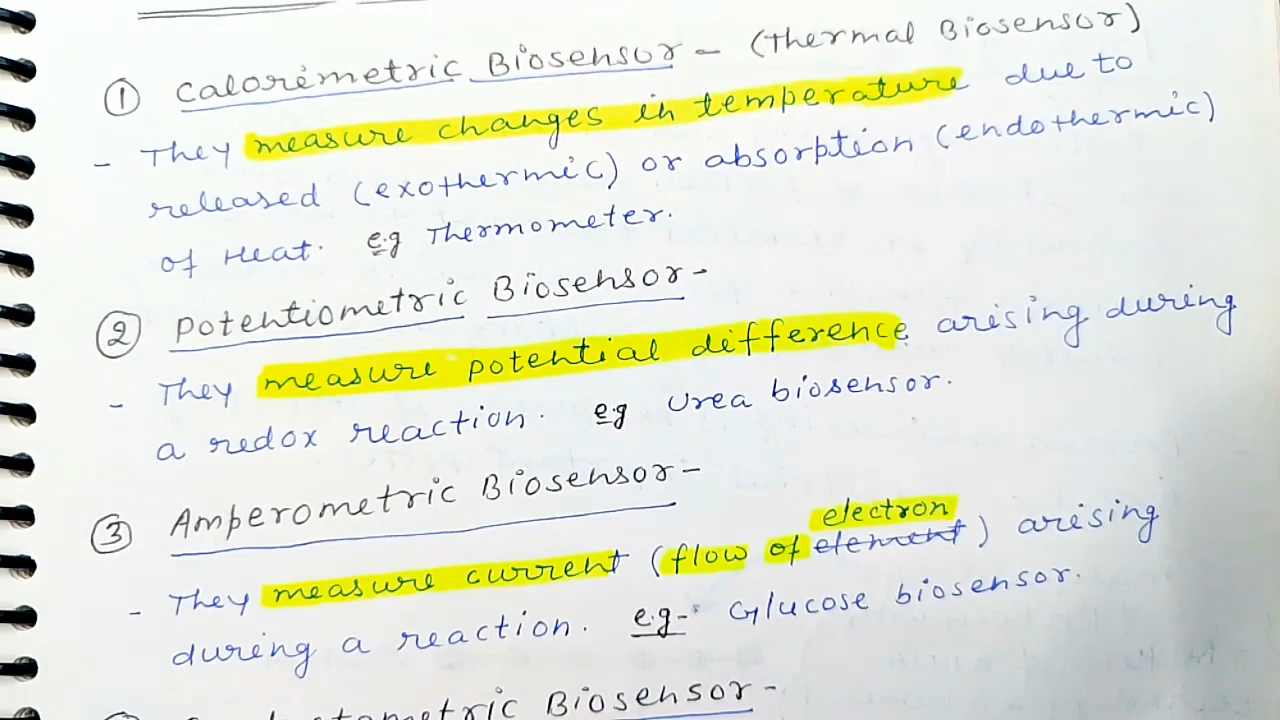 ① Calorimetric Biosensor - (Thermal Biosensor)
- They measure changes in temperature due to
released (exothermic) or absorption (endothermic)
of Heat. e.g Thermometer.
② Potentiometric Biosensor -
- They measure potential difference arising during
a redox reaction. e.g Urea biosensor.
③ Amperometric Biosensor -
electron
- They measure current (flow of element) arising
during a reaction. e.g - Glucose biosensor.
Biosensor -